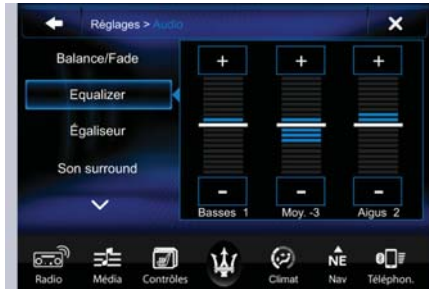 Réglages > Audio
Balance/Fade
Equalizer
Égaliseur
Son surround
Basses 1 Moy. -3 Aigus 2
NE
Radio Média Contrôles Climat Nav Téléphon.